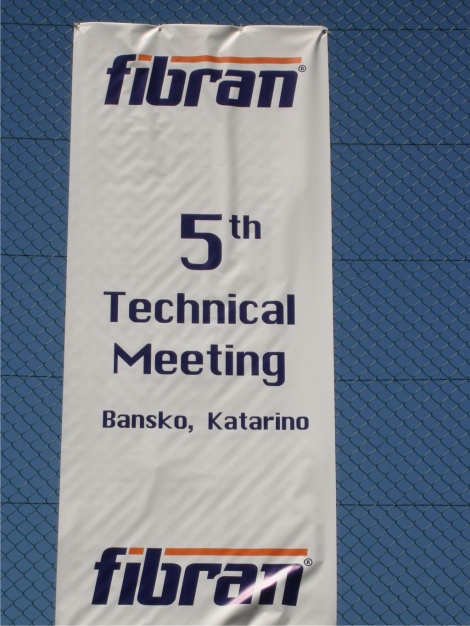 fibran®
5th
Technical
Meeting
Bansko, Katarino
fibran®